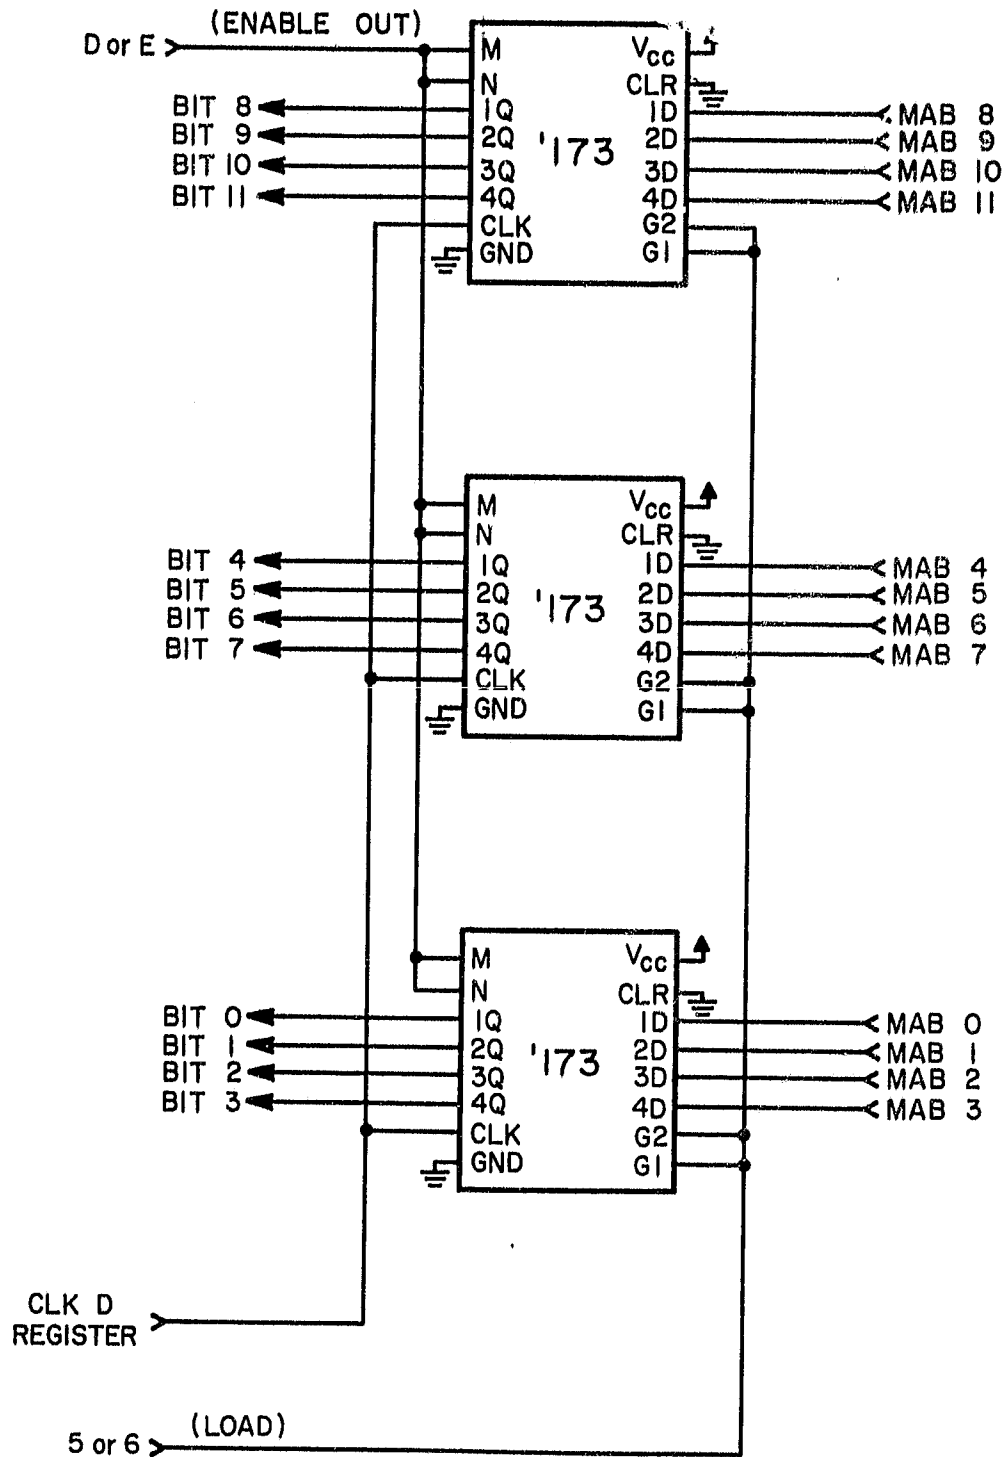 (ENABLE OUT)
D or E
M
VCC
N
CLR
BIT 8
1Q
1D
MAB 8
BIT 9
2Q
'173
2D
MAB 9
BIT 10
3Q
3D
MAB 10
BIT 11
4Q
4D
MAB 11
CLK
G2
GND
G1
M
VCC
N
CLR
BIT 4
1Q
1D
MAB 4
BIT 5
2Q
'173
2D
MAB 5
BIT 6
3Q
3D
MAB 6
BIT 7
4Q
4D
MAB 7
CLK
G2
GND
G1
M
VCC
N
CLR
BIT 0
1Q
1D
MAB 0
BIT 1
2Q
'173
2D
MAB 1
BIT 2
3Q
3D
MAB 2
BIT 3
4Q
4D
MAB 3
CLK
G2
GND
G1
CLK D
REGISTER
(LOAD)
5 or 6